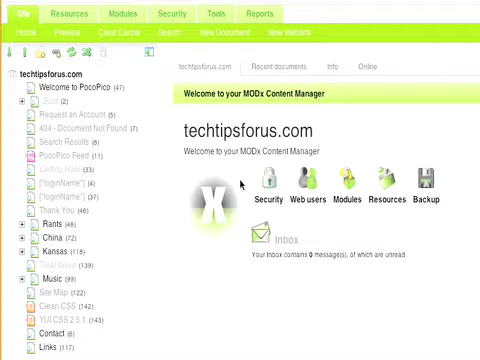 Site Resources Modules Security Tools Reports
Home Preview Clear Cache Search New Document New Weblink
techtipsforus.com Recent documents Info Online
techtipsforus.com
Welcome to PocoPico (47)
Blog (2)
Request an Account (5)
404 - Document Not Found (7)
Search Results (8)
PocoPico Feed (11)
Getting Help (33)
["loginName"] (4)
["loginName"] (37)
Thank You (46)
Rants (48)
China (72)
Kansas (118)
(139)
Music (99)
Site Map (122)
Clean CSS (142)
YUI CSS 2.5.1 (143)
Contact (6)
Links (117)
Welcome to your MODx Content Manager
techtipsforus.com
Welcome to your MODx Content Manager
X
Security Web users Modules Resources Backup
Inbox
Your Inbox contains 0 message(s), of which are unread.